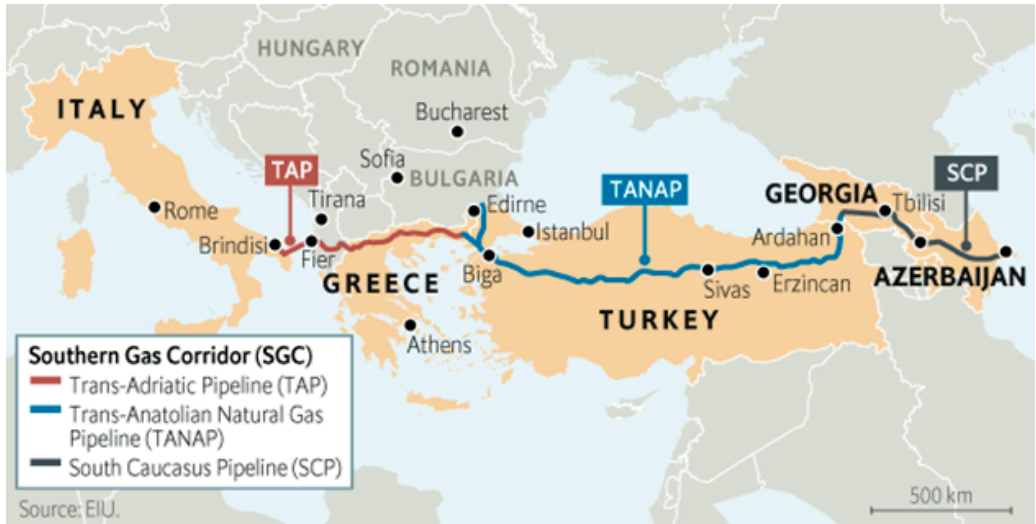 HUNGARY
ROMANIA
ITALY
Bucharest
Sofia
TAP
BULGARIA
TANAP
GEORGIA
SCP
Tirana
Edirne
Tbilisi
Rome
Istanbul
Ardahan
Brindisi
Fier
Biga
GREECE
AZERBAIJAN
Sivas
Erzincan
TURKEY
Athens
Southern Gas Corridor (SGC)
Trans-Adriatic Pipeline (TAP)
Trans-Anatolian Natural Gas
Pipeline (TANAP)
South Caucasus Pipeline (SCP)
Source: EIU.
500 km